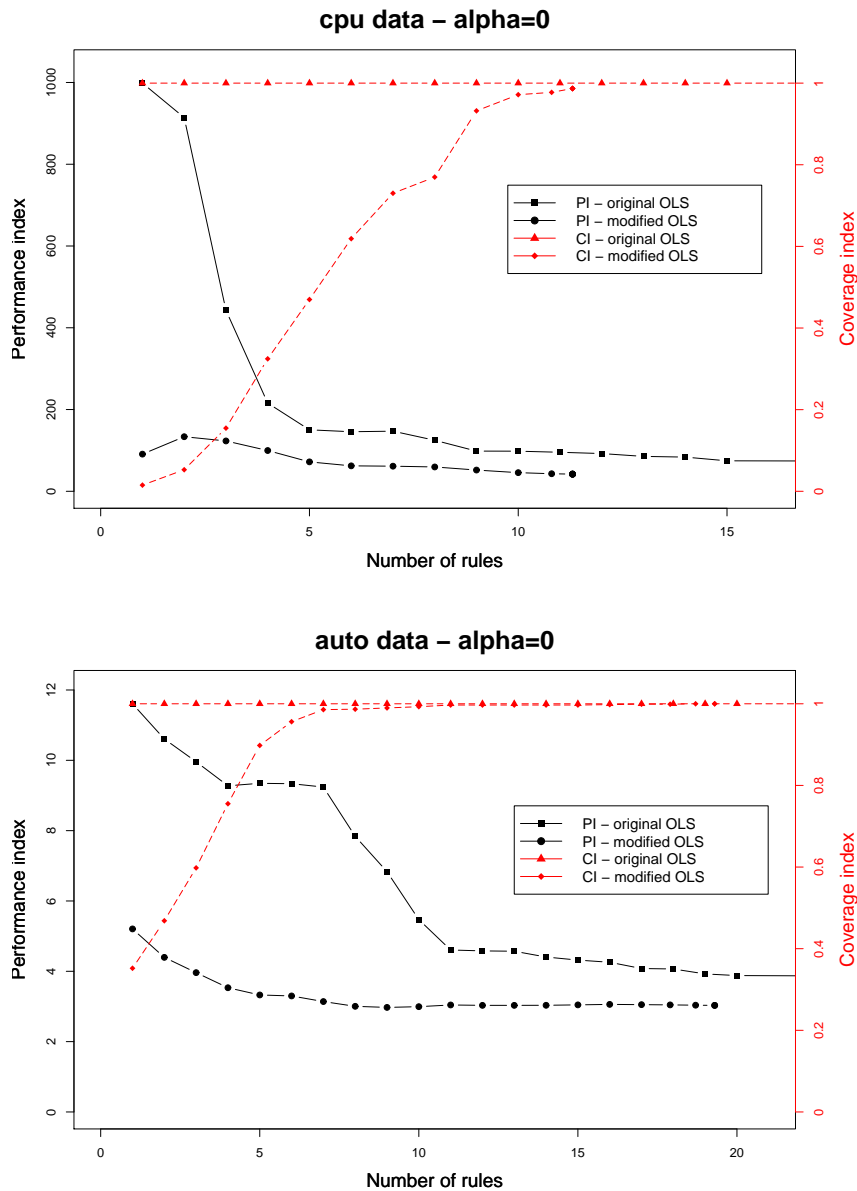 cpu data – alpha=0
Performance index
1000
800
600
400
200
0
PI – original OLS
PI – modified OLS
CI – original OLS
CI – modified OLS
1
0.8
0.6
0.4
0.2
0
Coverage index
0
5
10
15
Number of rules
auto data – alpha=0
Performance index
12
10
8
6
4
2
0
PI – original OLS
PI – modified OLS
CI – original OLS
CI – modified OLS
1
0.8
0.6
0.4
0.2
0
Coverage index
0
5
10
15
20
Number of rules